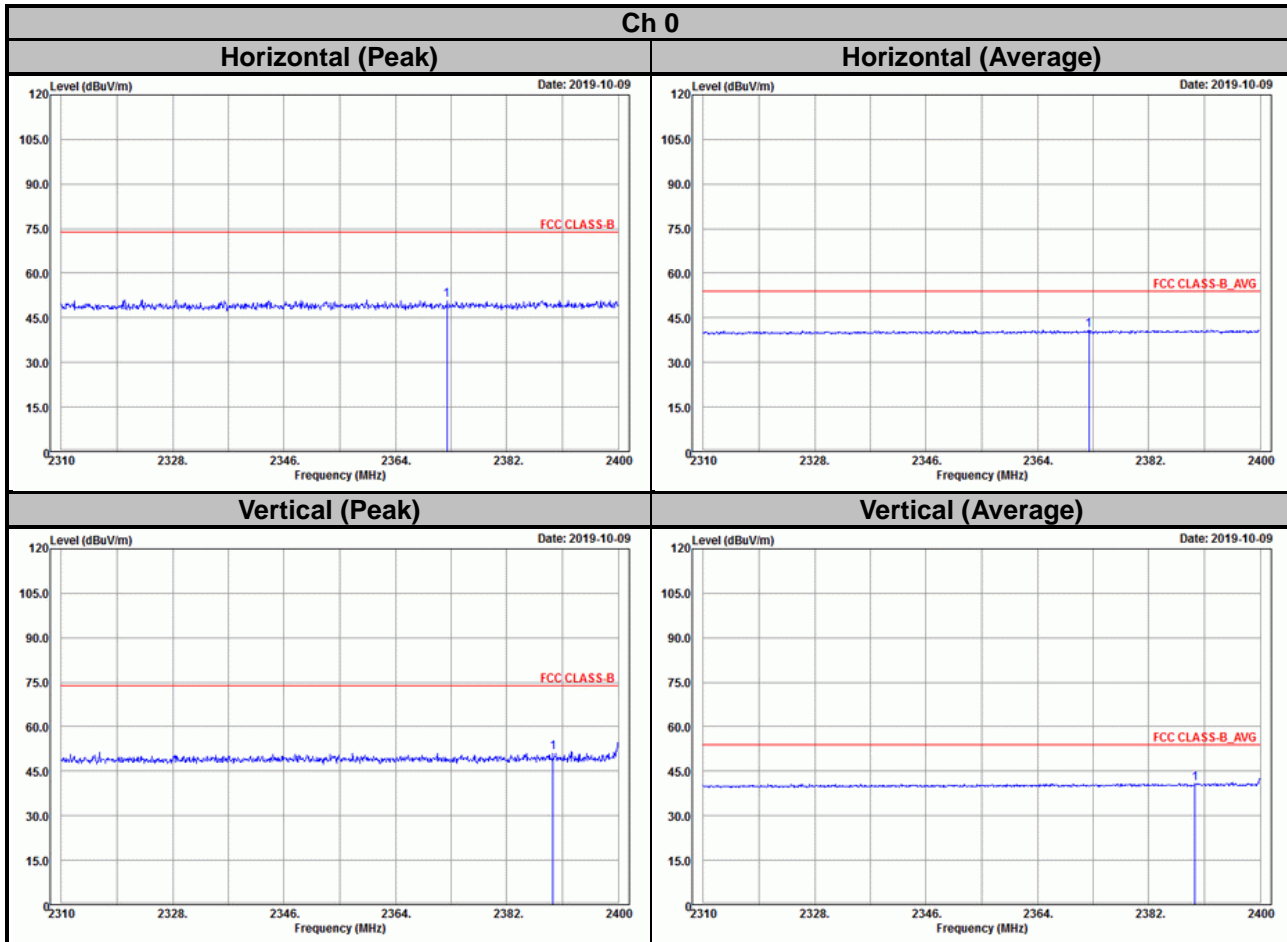 Ch 0
Horizontal (Peak) Horizontal (Average)
Level (dBuV/m) Date: 2019-10-09
120
105.0
90.0
75.0
60.0
45.0
30.0
15.0
0
FCC CLASS-B
1
2310 2328. 2346. 2364. 2382. 2400
Frequency (MHz)
Level (dBuV/m) Date: 2019-10-09
120
105.0
90.0
75.0
60.0
45.0
30.0
15.0
0
FCC CLASS-B_AVG
1
2310 2328. 2346. 2364. 2382. 2400
Frequency (MHz)
Vertical (Peak) Vertical (Average)
Level (dBuV/m) Date: 2019-10-09
120
105.0
90.0
75.0
60.0
45.0
30.0
15.0
0
FCC CLASS-B
1
2310 2328. 2346. 2364. 2382. 2400
Frequency (MHz)
Level (dBuV/m) Date: 2019-10-09
120
105.0
90.0
75.0
60.0
45.0
30.0
15.0
0
FCC CLASS-B_AVG
1
2310 2328. 2346. 2364. 2382. 2400
Frequency (MHz)